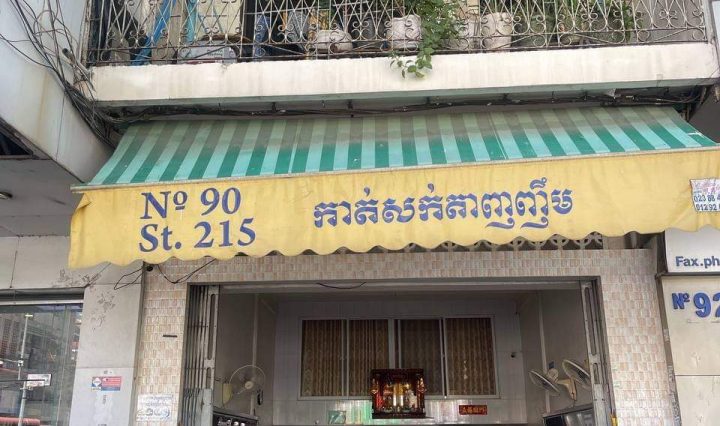 Nº 90
St. 215
កាត់សក់តាញញឹម
Fax.ph
Nº 92